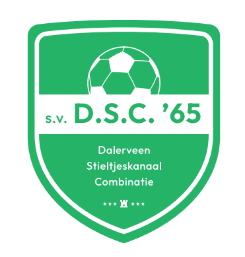 s.v. D.S.C. ’65
Dalerveen
Stieltjeskanaal
Combinatie